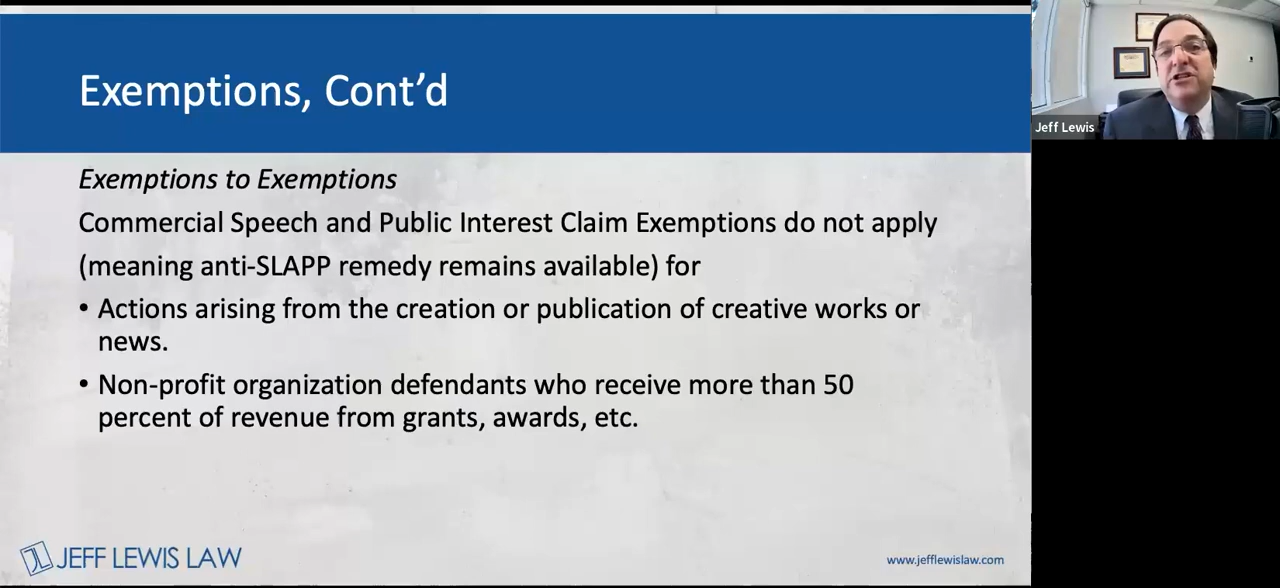 Exemptions, Cont’d
Exemptions to Exemptions
Commercial Speech and Public Interest Claim Exemptions do not apply
(meaning anti-SLAPP remedy remains available) for
• Actions arising from the creation or publication of creative works or
news.
• Non-profit organization defendants who receive more than 50
percent of revenue from grants, awards, etc.
JEFF LEWIS LAW
www.jefflewislaw.com
Jeff Lewis